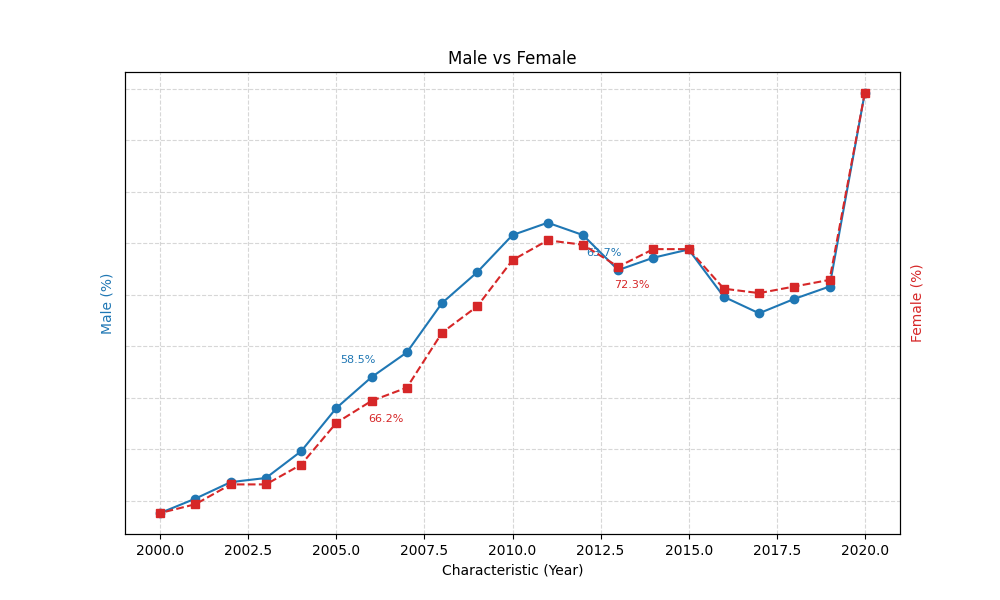 Male vs Female
Male (%)
Female (%)
58.5%
66.2%
72.3%
2000.0 2002.5 2005.0 2007.5 2010.0 2012.5 2015.0 2017.5 2020.0
Characteristic (Year)